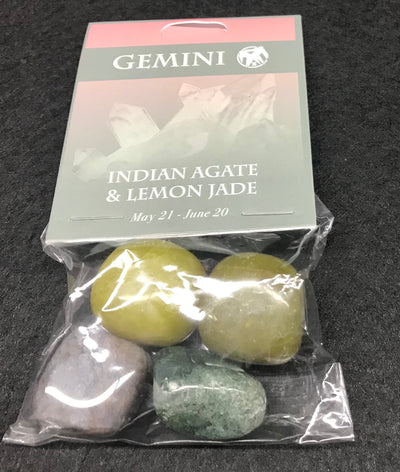 GEMINI
INDIAN AGATE
& LEMON JADE
May 21 - June 20